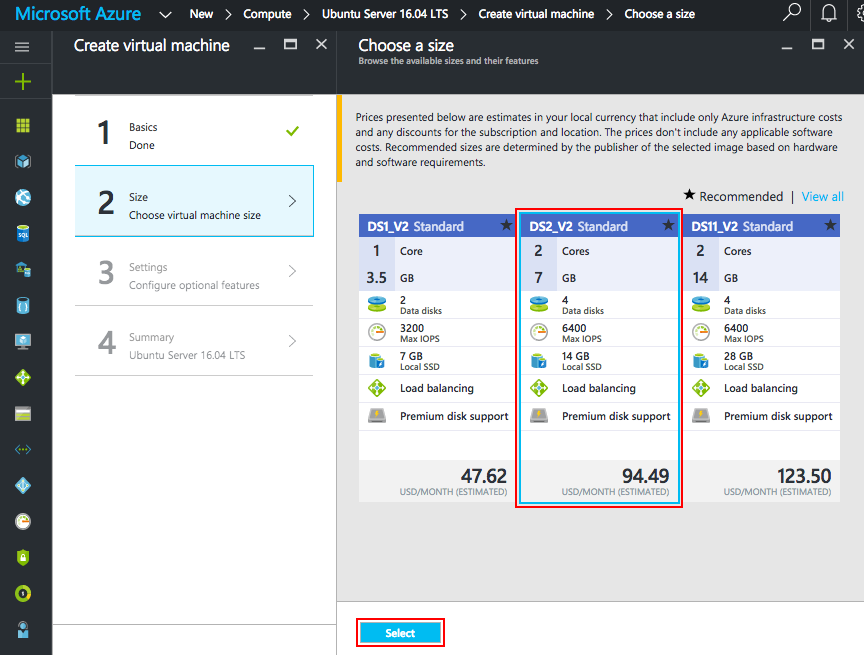 Microsoft Azure New > Compute > Ubuntu Server 16.04 LTS > Create virtual machine > Choose a size
Create virtual machine
1
Basics
Done
2
Size
Choose virtual machine size
3
Settings
Configure optional features
4
Summary
Ubuntu Server 16.04 LTS
Choose a size
Browse the available sizes and their features
Prices presented below are estimates in your local currency that include only Azure infrastructure costs
and any discounts for the subscription and location. The prices don't include any applicable software
costs. Recommended sizes are determined by the publisher of the selected image based on hardware
and software requirements.
★ Recommended | View all
DS1_V2 Standard ★
1 Core
3.5 GB
2
Data disks
3200
Max IOPS
7 GB
Local SSD
Load balancing
Premium disk support
47.62
USD/MONTH (ESTIMATED)
DS2_V2 Standard ★
2 Cores
7 GB
4
Data disks
6400
Max IOPS
14 GB
Local SSD
Load balancing
Premium disk support
94.49
USD/MONTH (ESTIMATED)
DS11_V2 Standard ★
2 Cores
14 GB
4
Data disks
6400
Max IOPS
28 GB
Local SSD
Load balancing
Premium disk support
123.50
USD/MONTH (ESTIMATED)
Select
SQL